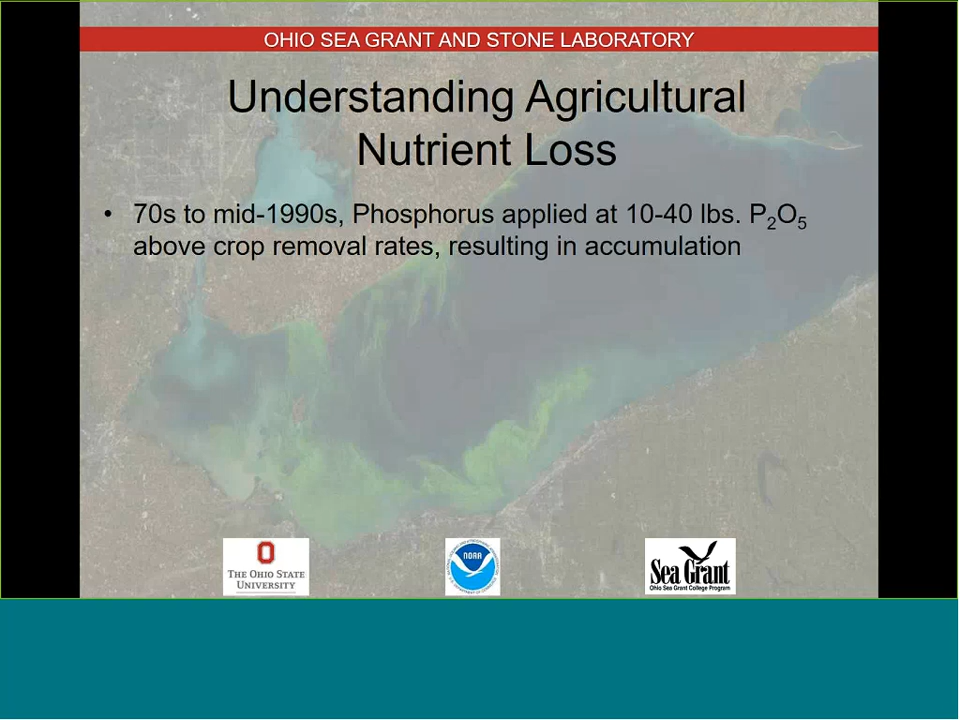 OHIO SEA GRANT AND STONE LABORATORY
Understanding Agricultural
Nutrient Loss
• 70s to mid-1990s, Phosphorus applied at 10-40 lbs. P₂O₅
above crop removal rates, resulting in accumulation
THE OHIO STATE
UNIVERSITY
NOAA
Sea Grant
Ohio Sea Grant College Program